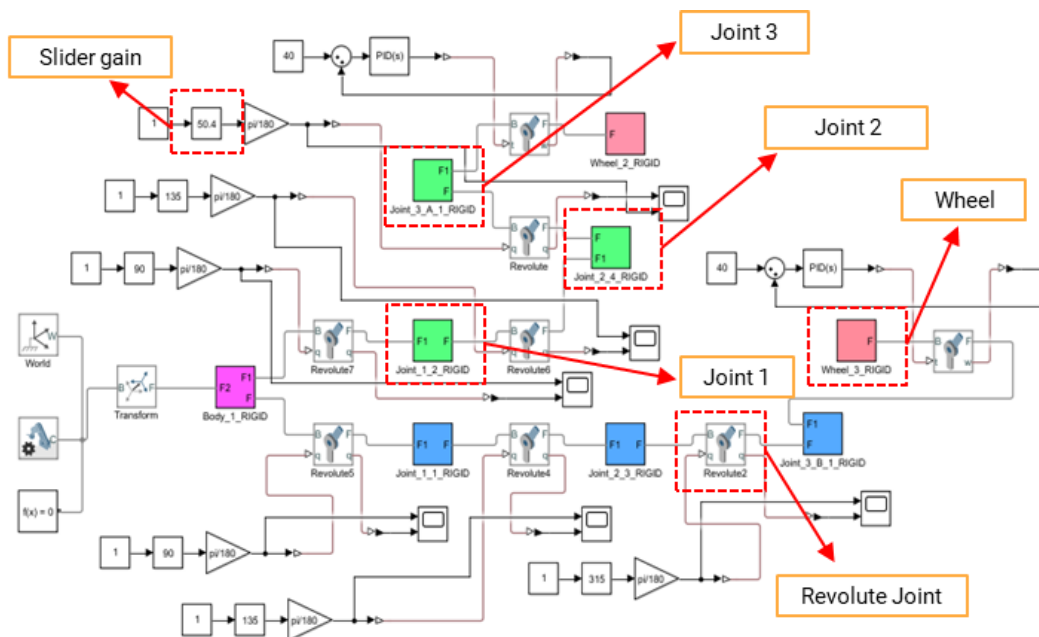 Joint 3
Slider gain
40
PID(s)
1
50.4
pi/180
B
F
t
w
F
Wheel_2_RIGID
Joint 2
F1
F
Joint_3_A_1_RIGID
1
135
pi/180
B
F
q
q
Revolute
F
F1
Joint_2_4_RIGID
Wheel
1
90
pi/180
40
PID(s)
W
World
B
F
q
q
Revolute7
F1
F
Joint_1_2_RIGID
B
F
q
q
Revolute6
F
Wheel_3_RIGID
B
F
t
w
Joint 1
B
F
Transform
F1
F2
F
Body_1_RIGID
C
B
F
q
q
Revolute5
F1
F
Joint_1_1_RIGID
B
F
q
q
Revolute4
F1
F
Joint_2_3_RIGID
B
F
q
q
Revolute2
F1
F
Joint_3_B_1_RIGID
f(x) = 0
1
90
pi/180
1
315
pi/180
Revolute Joint
1
135
pi/180